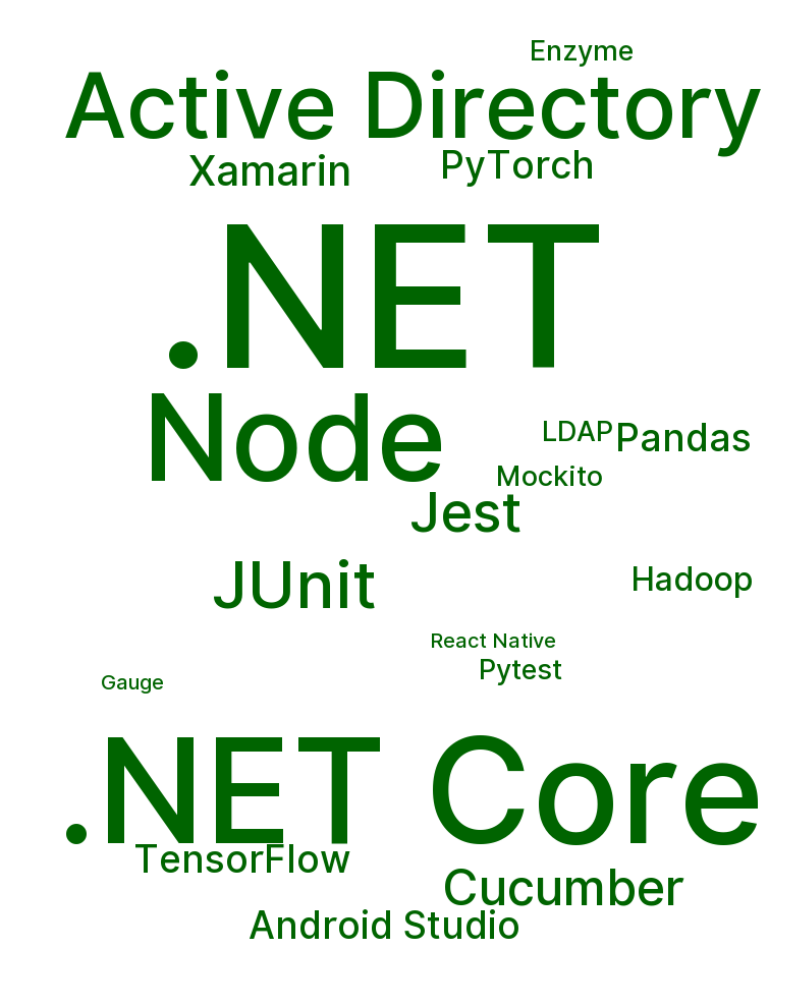 Enzyme
Active Directory
Xamarin
PyTorch
.NET
Node
LDAP
Pandas
Mockito
Jest
JUnit
Hadoop
React Native
Pytest
Gauge
.NET Core
TensorFlow
Cucumber
Android Studio